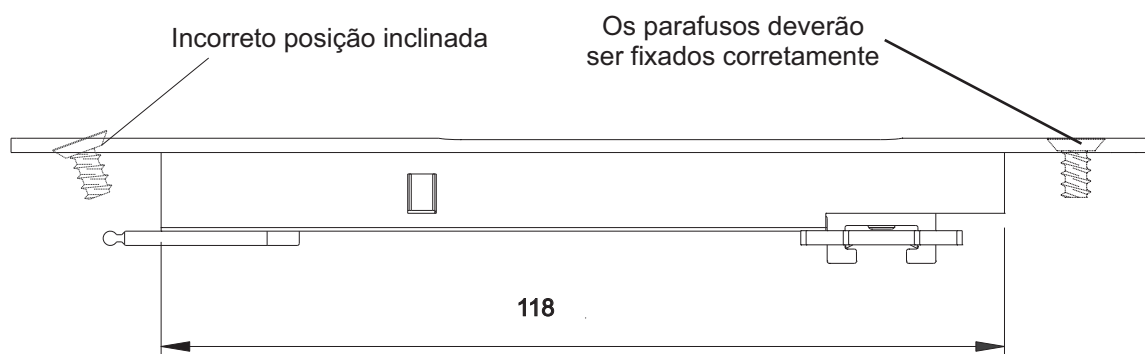 Incorreto posição inclinada
Os parafusos deverão
ser fixados corretamente
118